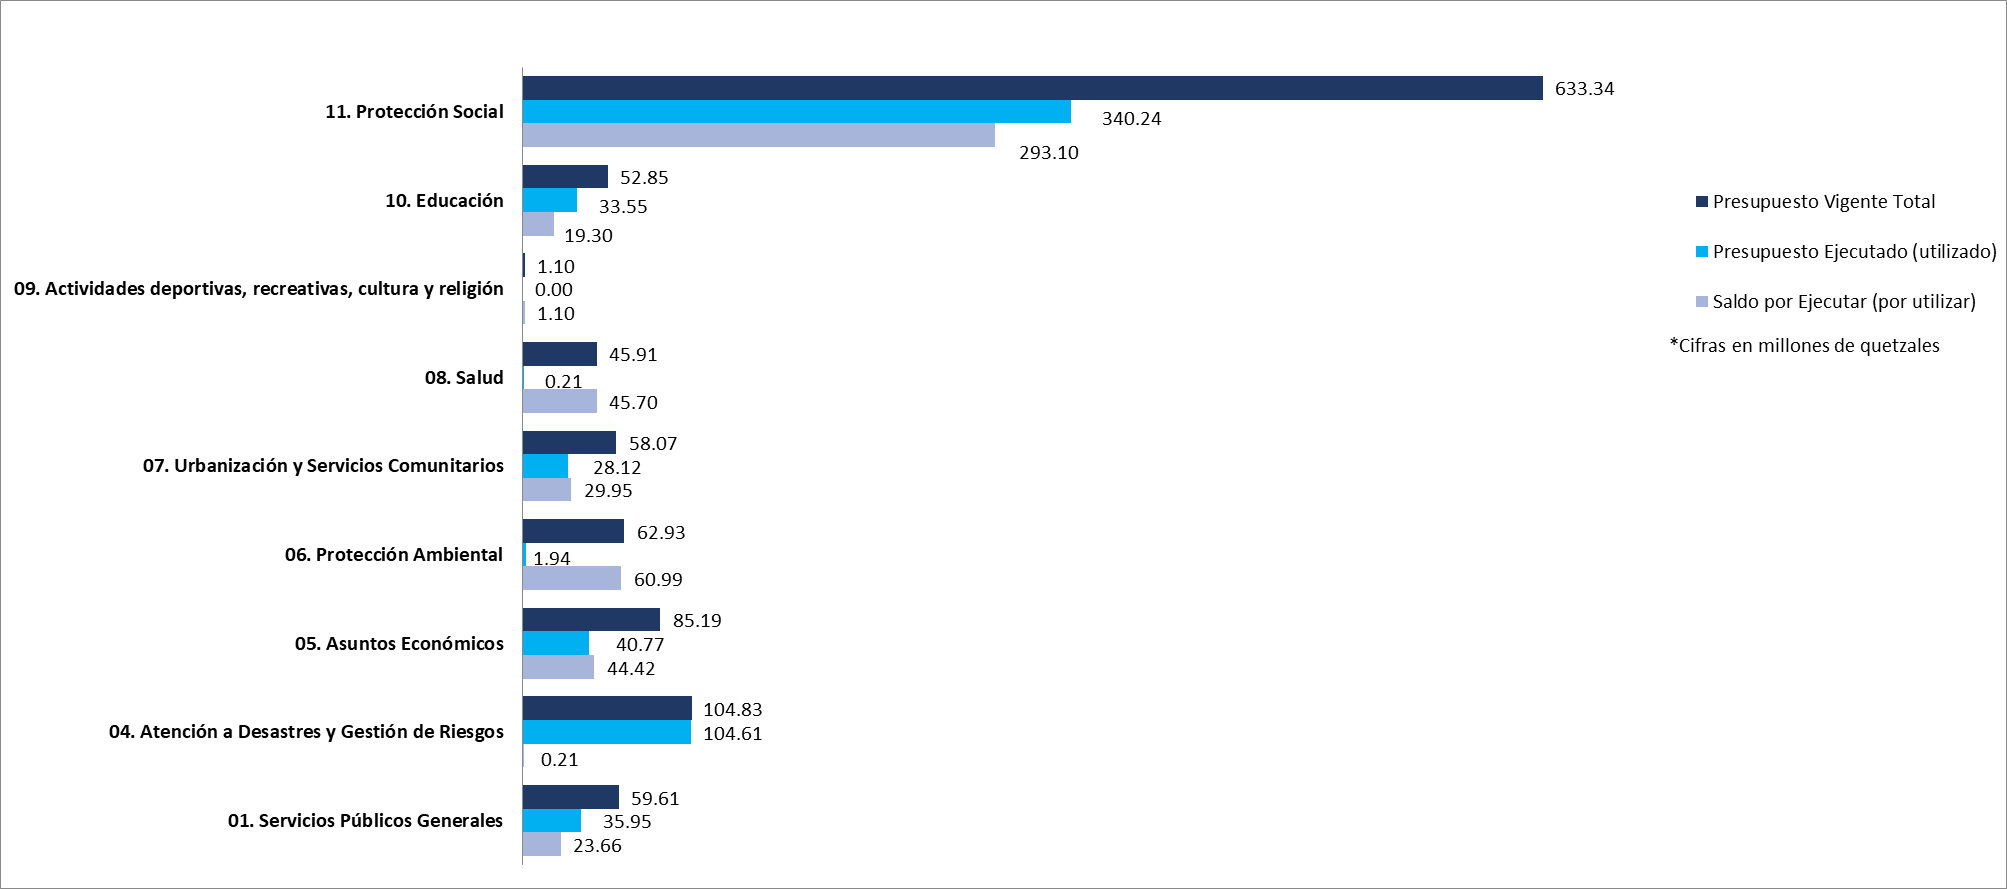 11. Protección Social
633.34
340.24
293.10
10. Educación
52.85
33.55
19.30
09. Actividades deportivas, recreativas, cultura y religión
1.10
0.00
1.10
08. Salud
45.91
0.21
45.70
07. Urbanización y Servicios Comunitarios
58.07
28.12
29.95
06. Protección Ambiental
62.93
1.94
60.99
05. Asuntos Económicos
85.19
40.77
44.42
04. Atención a Desastres y Gestión de Riesgos
104.83
104.61
0.21
01. Servicios Públicos Generales
59.61
35.95
23.66
Presupuesto Vigente Total
Presupuesto Ejecutado (utilizado)
Saldo por Ejecutar (por utilizar)
*Cifras en millones de quetzales